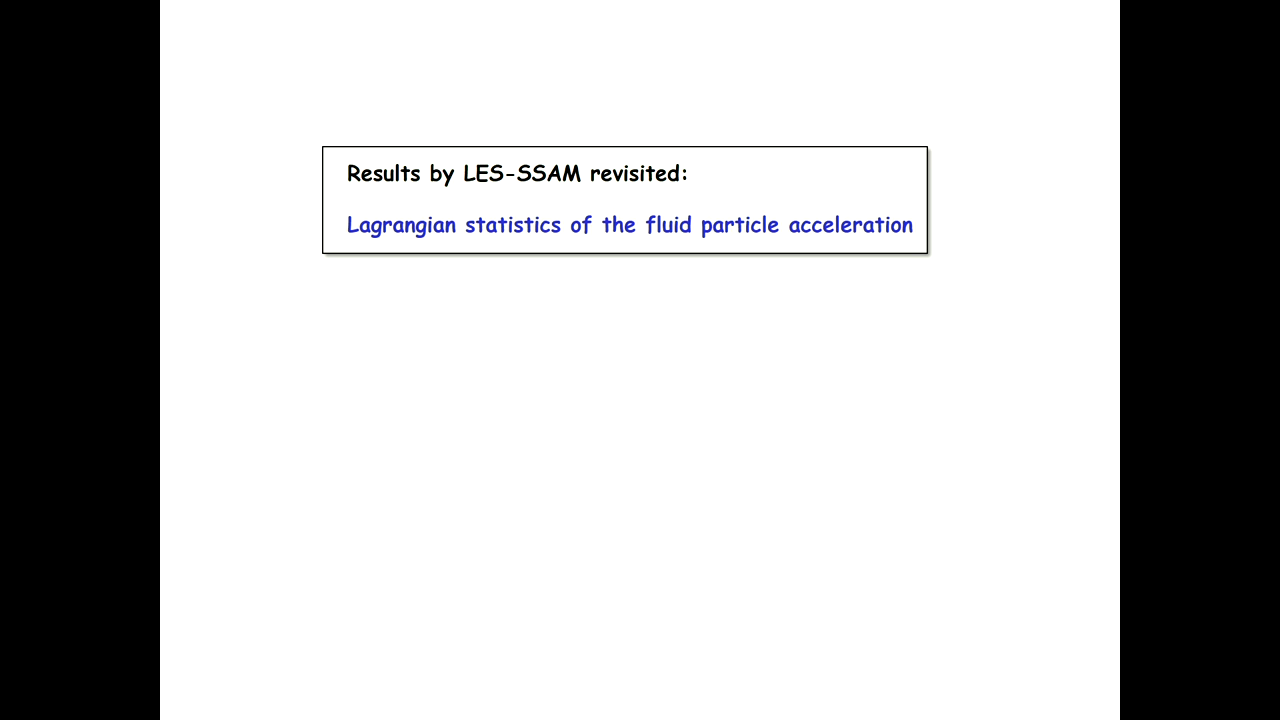 Results by LES-SSAM revisited:
Lagrangian statistics of the fluid particle acceleration